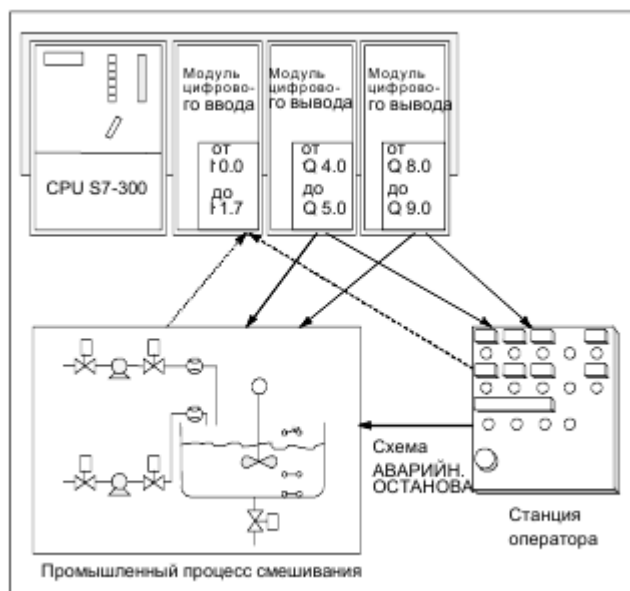 Модуль
цифрово-
го ввода
Модуль
цифрово-
го вывода
Модуль
цифрово-
го вывода
CPU S7-300
от
I 0.0
до
I 1.7
от
Q 4.0
до
Q 5.0
от
Q 8.0
до
Q 9.0
Схема
АВАРИЙН.
ОСТАНОВА
Станция
оператора
Промышленный процесс смешивания